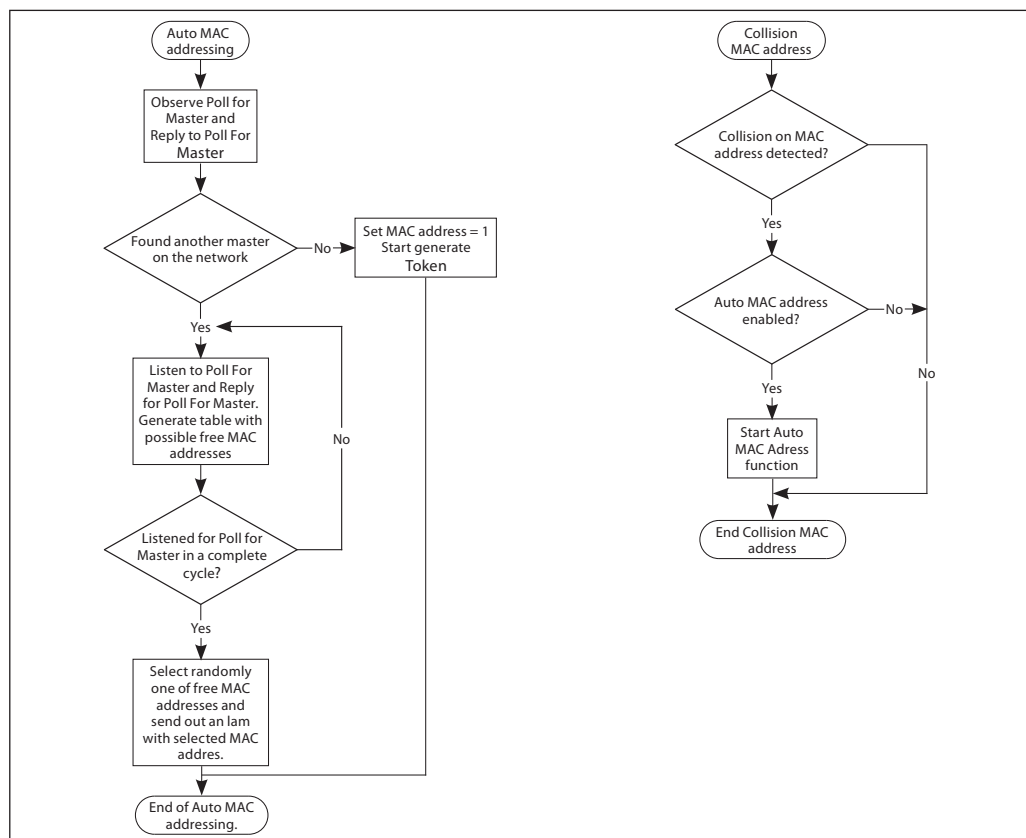 Auto MAC
addressing
Observe Poll for
Master and
Reply to Poll For
Master
Found another master
on the network
No
Set MAC address = 1
Start generate
Token
Yes
Listen to Poll For
Master and Reply
for Poll For Master.
Generate table with
possible free MAC
addresses
No
Listened for Poll for
Master in a complete
cycle?
Yes
Select randomly
one of free MAC
addresses and
send out an lam
with selected MAC
addres.
End of Auto MAC
addressing.
Collision
MAC address
Collision on MAC
address detected?
Yes
Auto MAC address
enabled?
No
No
Yes
Start Auto
MAC Adress
function
End Collision MAC
address